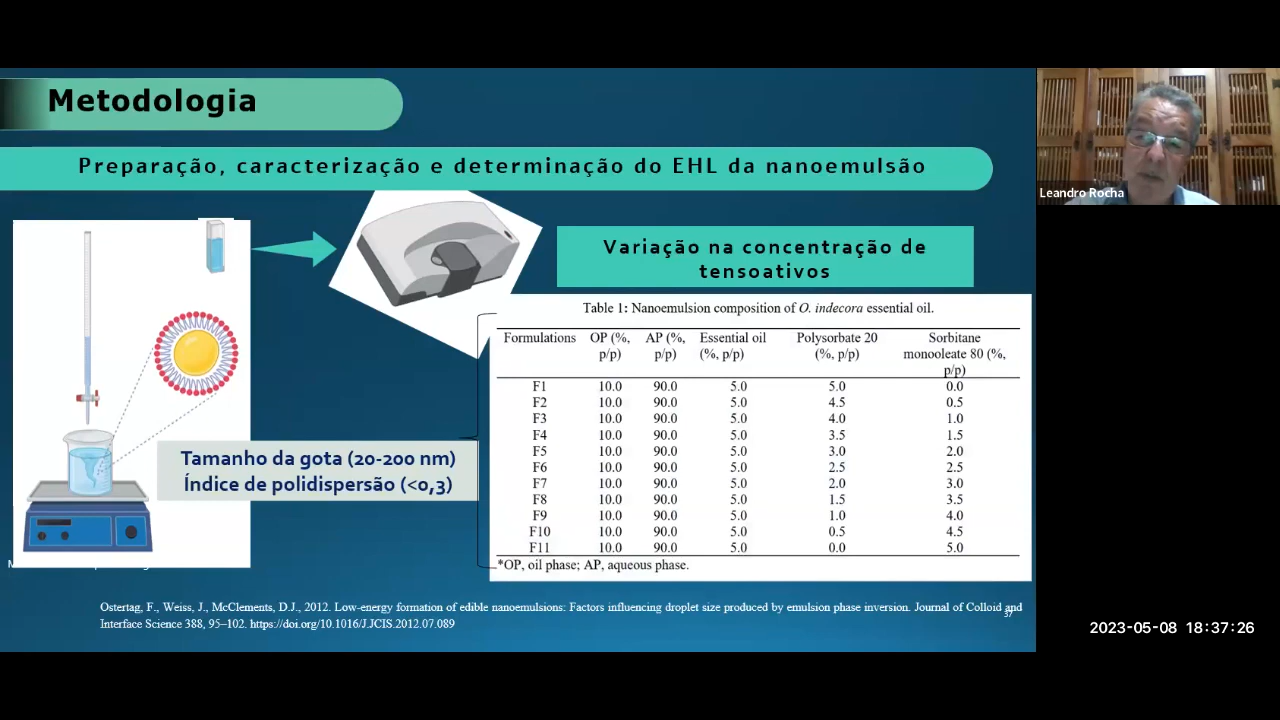 Metodologia
Preparação, caracterização e determinação do EHL da nanoemulsão
Leandro Rocha
Variação na concentração de
tensoativos
Table 1: Nanoemulsion composition of O. indecora essential oil.
Formulations OP (%, p/p) AP (%, p/p) Essential oil (%, p/p) Polysorbate 20 (%, p/p) Sorbitane monooleate 80 (%, p/p)
F1 10.0 90.0 5.0 5.0 0.0
F2 10.0 90.0 5.0 4.5 0.5
F3 10.0 90.0 5.0 4.0 1.0
F4 10.0 90.0 5.0 3.5 1.5
F5 10.0 90.0 5.0 3.0 2.0
F6 10.0 90.0 5.0 2.5 2.5
F7 10.0 90.0 5.0 2.0 3.0
F8 10.0 90.0 5.0 1.5 3.5
F9 10.0 90.0 5.0 1.0 4.0
F10 10.0 90.0 5.0 0.5 4.5
F11 10.0 90.0 5.0 0.0 5.0
*OP, oil phase; AP, aqueous phase.
Tamanho da gota (20-200 nm)
Índice de polidispersão (<0,3)
Ostertag, F., Weiss, J., McClements, D.J., 2012. Low-energy formation of edible nanoemulsions: Factors influencing droplet size produced by emulsion phase inversion. Journal of Colloid and
Interface Science 388, 95–102. https://doi.org/10.1016/J.JCIS.2012.07.089
37
2023-05-08 18:37:26